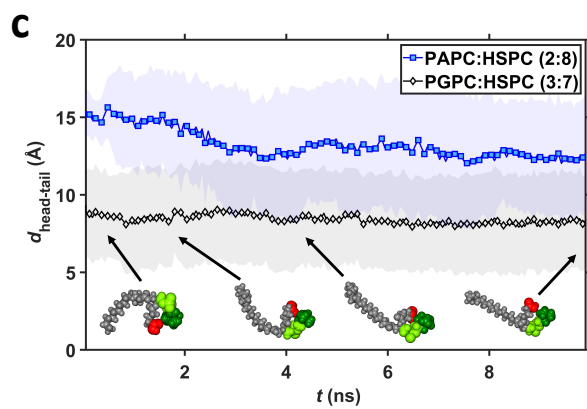 c
20
15
10
5
0
d head-tail (Å)
PAPC:HSPC (2:8)
PGPC:HSPC (3:7)
2 4 6 8
t (ns)